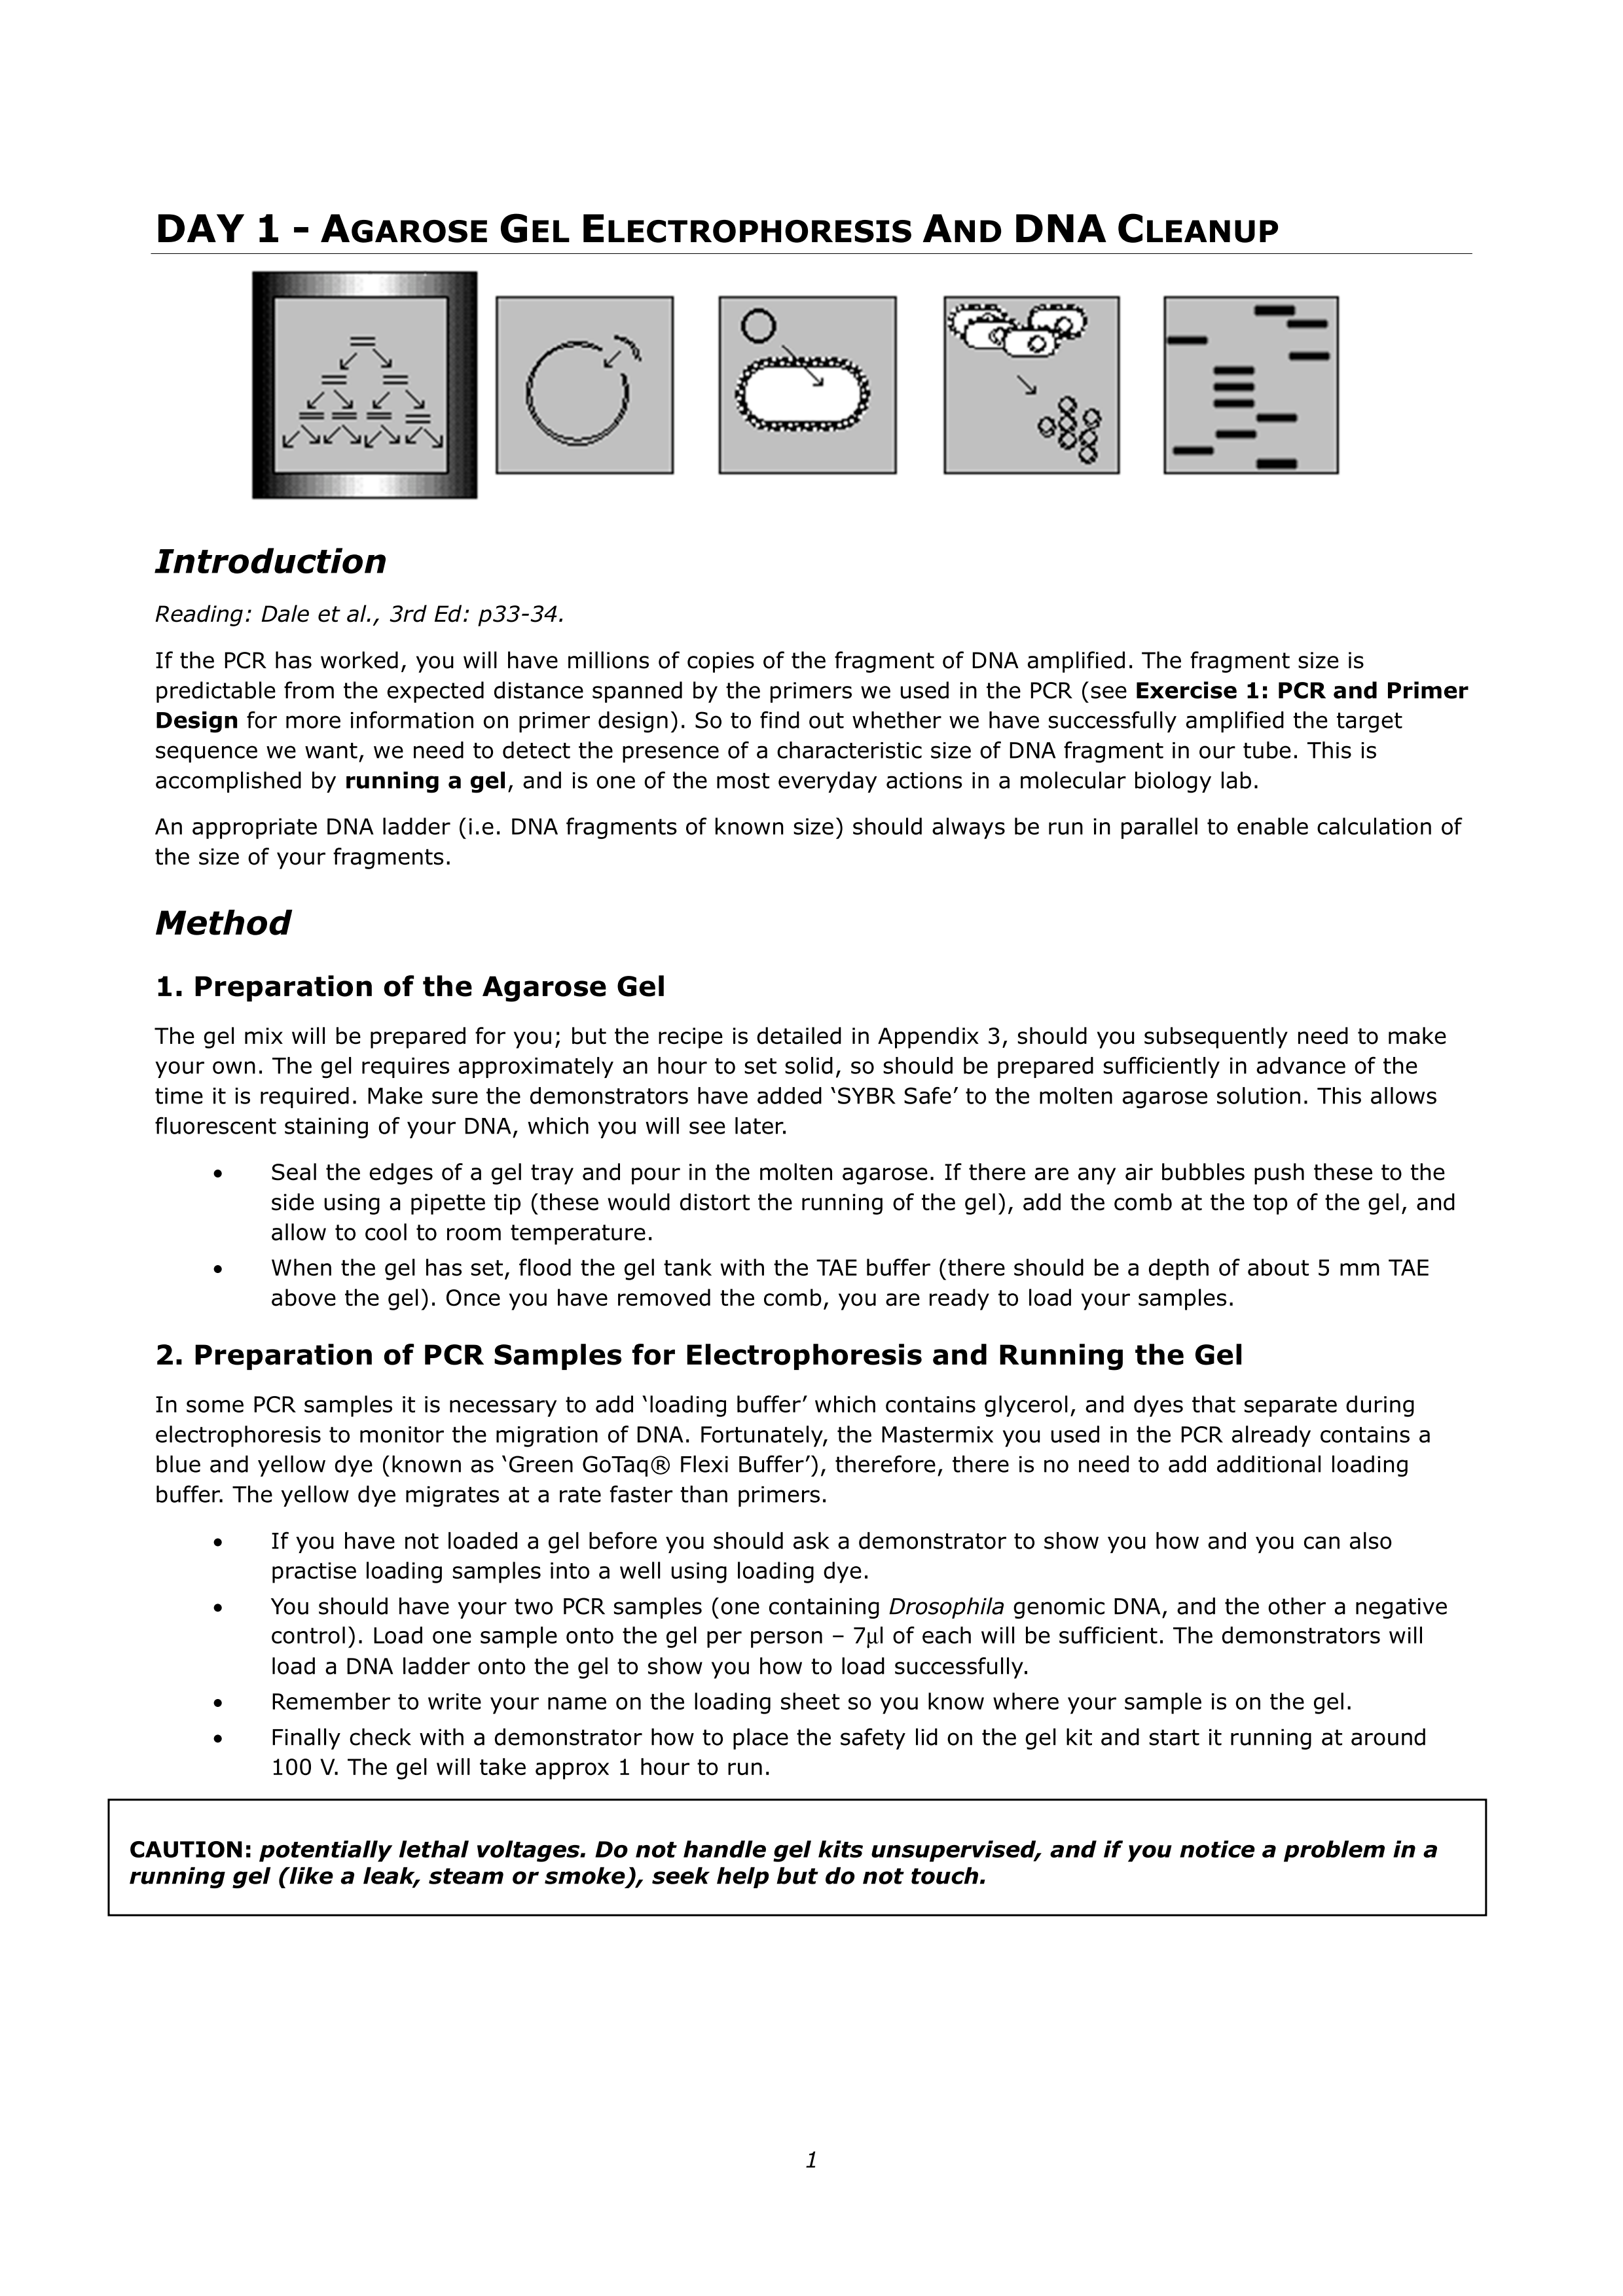 DAY 1 - AGAROSE GEL ELECTROPHORESIS AND DNA CLEANUP
Introduction
Reading: Dale et al., 3rd Ed: p33-34.
If the PCR has worked, you will have millions of copies of the fragment of DNA amplified. The fragment size is
predictable from the expected distance spanned by the primers we used in the PCR (see Exercise 1: PCR and Primer
Design for more information on primer design). So to find out whether we have successfully amplified the target
sequence we want, we need to detect the presence of a characteristic size of DNA fragment in our tube. This is
accomplished by running a gel, and is one of the most everyday actions in a molecular biology lab.
An appropriate DNA ladder (i.e. DNA fragments of known size) should always be run in parallel to enable calculation of
the size of your fragments.
Method
1. Preparation of the Agarose Gel
The gel mix will be prepared for you; but the recipe is detailed in Appendix 3, should you subsequently need to make
your own. The gel requires approximately an hour to set solid, so should be prepared sufficiently in advance of the
time it is required. Make sure the demonstrators have added ‘SYBR Safe’ to the molten agarose solution. This allows
fluorescent staining of your DNA, which you will see later.
• Seal the edges of a gel tray and pour in the molten agarose. If there are any air bubbles push these to the
side using a pipette tip (these would distort the running of the gel), add the comb at the top of the gel, and
allow to cool to room temperature.
• When the gel has set, flood the gel tank with the TAE buffer (there should be a depth of about 5 mm TAE
above the gel). Once you have removed the comb, you are ready to load your samples.
2. Preparation of PCR Samples for Electrophoresis and Running the Gel
In some PCR samples it is necessary to add ‘loading buffer’ which contains glycerol, and dyes that separate during
electrophoresis to monitor the migration of DNA. Fortunately, the Mastermix you used in the PCR already contains a
blue and yellow dye (known as ‘Green GoTaq® Flexi Buffer’), therefore, there is no need to add additional loading
buffer. The yellow dye migrates at a rate faster than primers.
• If you have not loaded a gel before you should ask a demonstrator to show you how and you can also
practise loading samples into a well using loading dye.
• You should have your two PCR samples (one containing Drosophila genomic DNA, and the other a negative
control). Load one sample onto the gel per person – 7µl of each will be sufficient. The demonstrators will
load a DNA ladder onto the gel to show you how to load successfully.
• Remember to write your name on the loading sheet so you know where your sample is on the gel.
• Finally check with a demonstrator how to place the safety lid on the gel kit and start it running at around
100 V. The gel will take approx 1 hour to run.
CAUTION: potentially lethal voltages. Do not handle gel kits unsupervised, and if you notice a problem in a
running gel (like a leak, steam or smoke), seek help but do not touch.
1